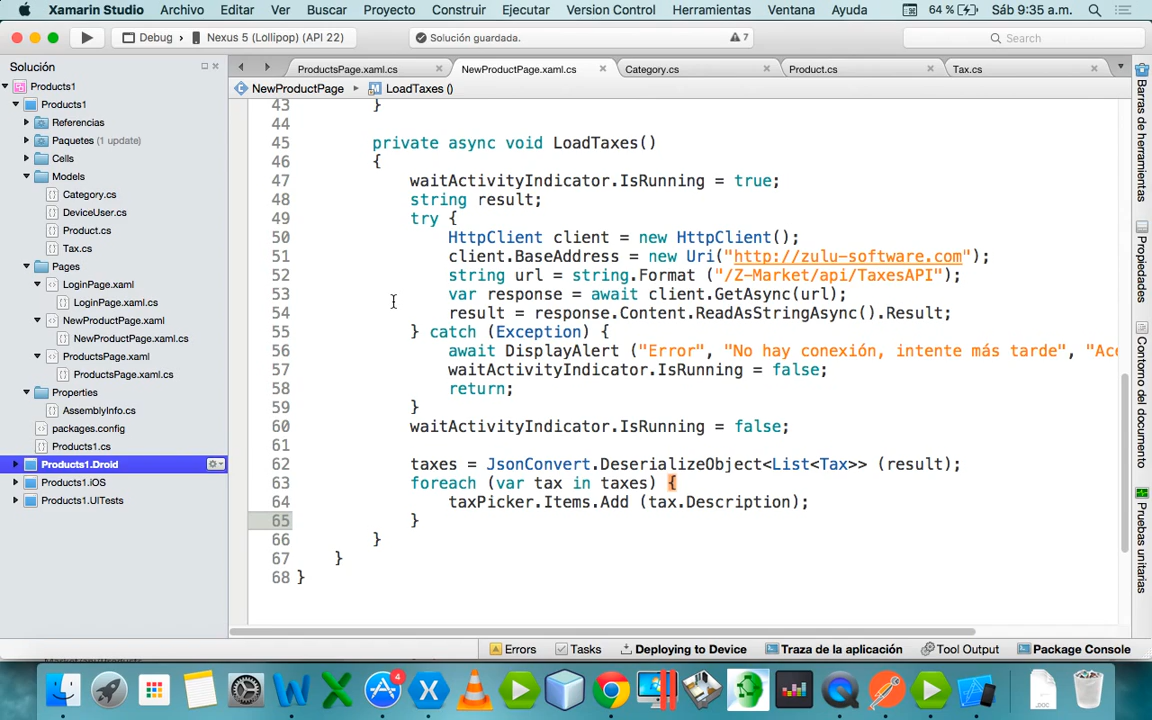 Xamarin Studio Archivo Editar Ver Buscar Proyecto Construir Ejecutar Version Control Herramientas Ventana Ayuda 64 % Sáb 9:35 a.m.
Debug Nexus 5 (Lollipop) (API 22) Solución guardada. 7 Search
Solución
ProductsPage.xaml.cs NewProductPage.xaml.cs Category.cs Product.cs Tax.cs
NewProductPage LoadTaxes ()
Products1
Products1
Referencias
Paquetes (1 update)
Cells
Models
Category.cs
DeviceUser.cs
Product.cs
Tax.cs
Pages
LoginPage.xaml
LoginPage.xaml.cs
NewProductPage.xaml
NewProductPage.xaml.cs
ProductsPage.xaml
ProductsPage.xaml.cs
Properties
AssemblyInfo.cs
packages.config
Products1.cs
Products1.Droid
Products1.iOS
Products1.UITests
43 }
44
45 private async void LoadTaxes()
46 {
47 waitActivityIndicator.IsRunning = true;
48 string result;
49 try {
50 HttpClient client = new HttpClient();
51 client.BaseAddress = new Uri("http://zulu-software.com");
52 string url = string.Format ("/Z-Market/api/TaxesAPI");
53 var response = await client.GetAsync(url);
54 result = response.Content.ReadAsStringAsync().Result;
55 } catch (Exception) {
56 await DisplayAlert ("Error", "No hay conexión, intente más tarde", "Ace
57 waitActivityIndicator.IsRunning = false;
58 return;
59 }
60 waitActivityIndicator.IsRunning = false;
61
62 taxes = JsonConvert.DeserializeObject<List<Tax>> (result);
63 foreach (var tax in taxes) {
64 taxPicker.Items.Add (tax.Description);
65 }
66 }
67 }
68 }
Barras de herramientas
Propiedades
Contorno del documento
Pruebas unitarias
Errors Tasks Deploying to Device Traza de la aplicación Tool Output Package Console
4
.DOC